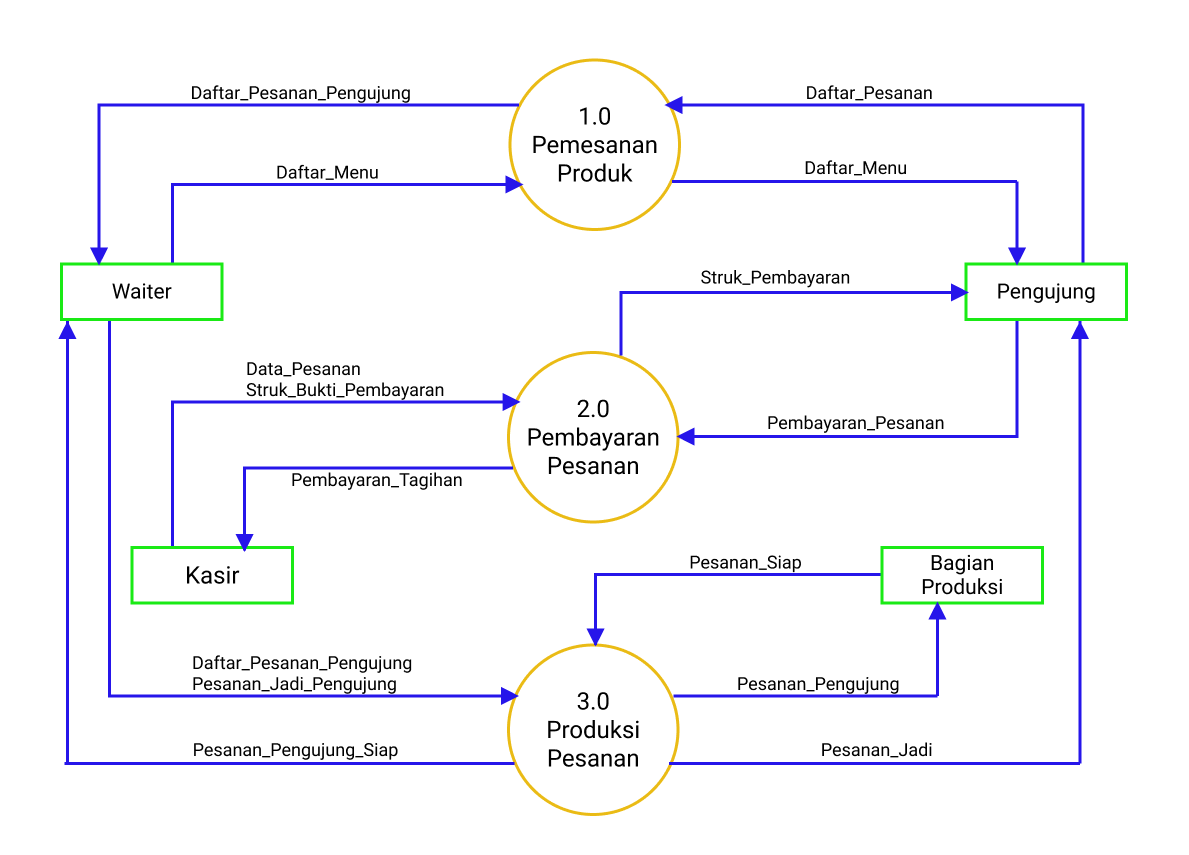 Daftar_Pesanan_Pengujung
Daftar_Pesanan
1.0
Pemesanan
Produk
Daftar_Menu
Daftar_Menu
Waiter
Struk_Pembayaran
Pengujung
Data_Pesanan
Struk_Bukti_Pembayaran
2.0
Pembayaran
Pesanan
Pembayaran_Pesanan
Pembayaran_Tagihan
Kasir
Pesanan_Siap
Bagian
Produksi
Daftar_Pesanan_Pengujung
Pesanan_Jadi_Pengujung
3.0
Produksi
Pesanan
Pesanan_Pengujung
Pesanan_Pengujung_Siap
Pesanan_Jadi